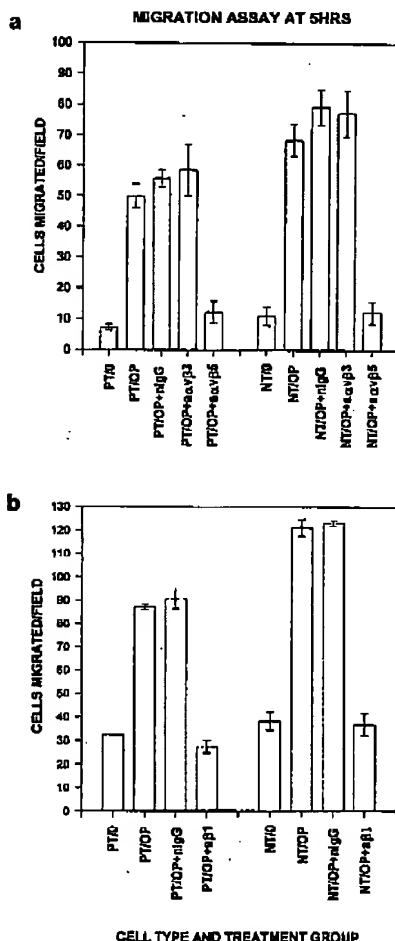 a
MIGRATION ASSAY AT 5HRS
CELLS MIGRATED/FIELD
100
90
80
70
60
50
40
30
20
10
0
PT/0
PT/OP
PT/OP+nIgG
PT/OP+aαvβ3
PT/OP+aαvβ5
NT/0
NT/OP
NT/OP+nIgG
NT/OP+aαvβ3
NT/OP+aαvβ5
b
CELLS MIGRATED/FIELD
130
120
110
100
90
80
70
60
50
40
30
20
10
0
PT/0
PT/OP
PT/OP+nIgG
PT/OP+aβ1
NT/0
NT/OP
NT/OP+nIgG
NT/OP+aβ1
CELL TYPE AND TREATMENT GROUP